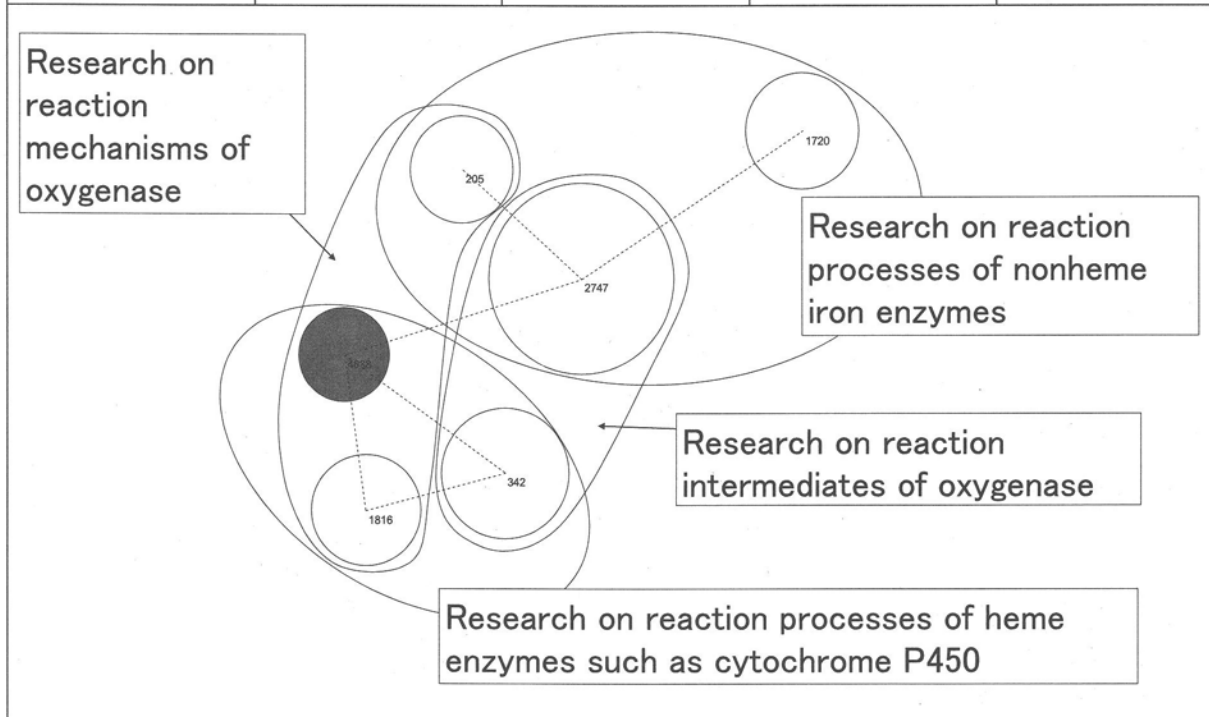 Research on
reaction
mechanisms of
oxygenase
1720
205
Research on reaction
processes of nonheme
iron enzymes
2747
Research on reaction
intermediates of oxygenase
342
1816
Research on reaction processes of heme
enzymes such as cytochrome P450